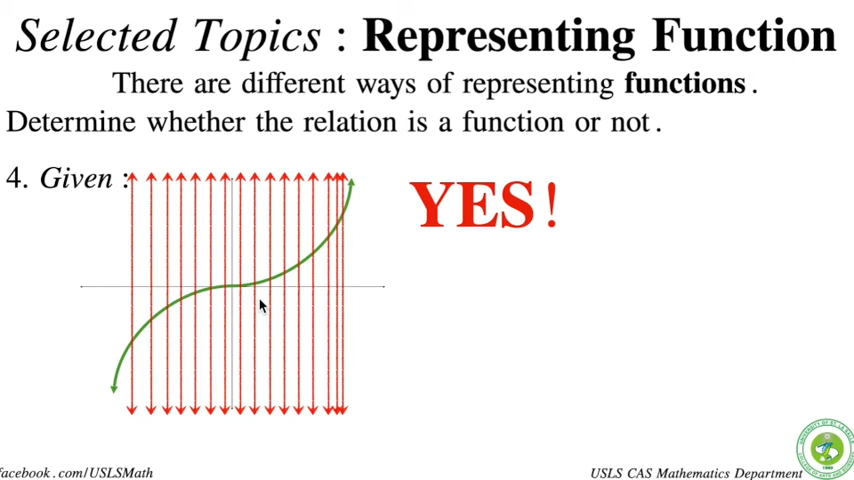 Selected Topics : Representing Function
There are different ways of representing functions .
Determine whether the relation is a function or not .
4. Given :
YES!
facebook . com/USLSMath
USLS CAS Mathematics Department